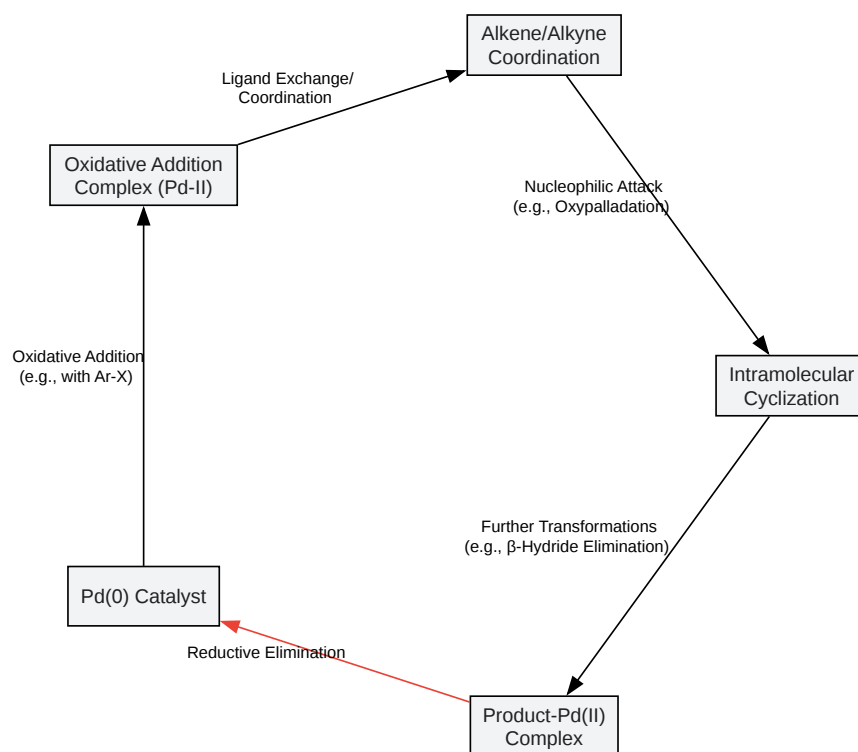 Alkene/Alkyne
Coordination
Ligand Exchange/
Coordination
Oxidative Addition
Complex (Pd-II)
Nucleophilic Attack
(e.g., Oxypalladation)
Oxidative Addition
(e.g., with Ar-X)
Intramolecular
Cyclization
Further Transformations
(e.g., β-Hydride Elimination)
Pd(0) Catalyst
Reductive Elimination
Product-Pd(II)
Complex